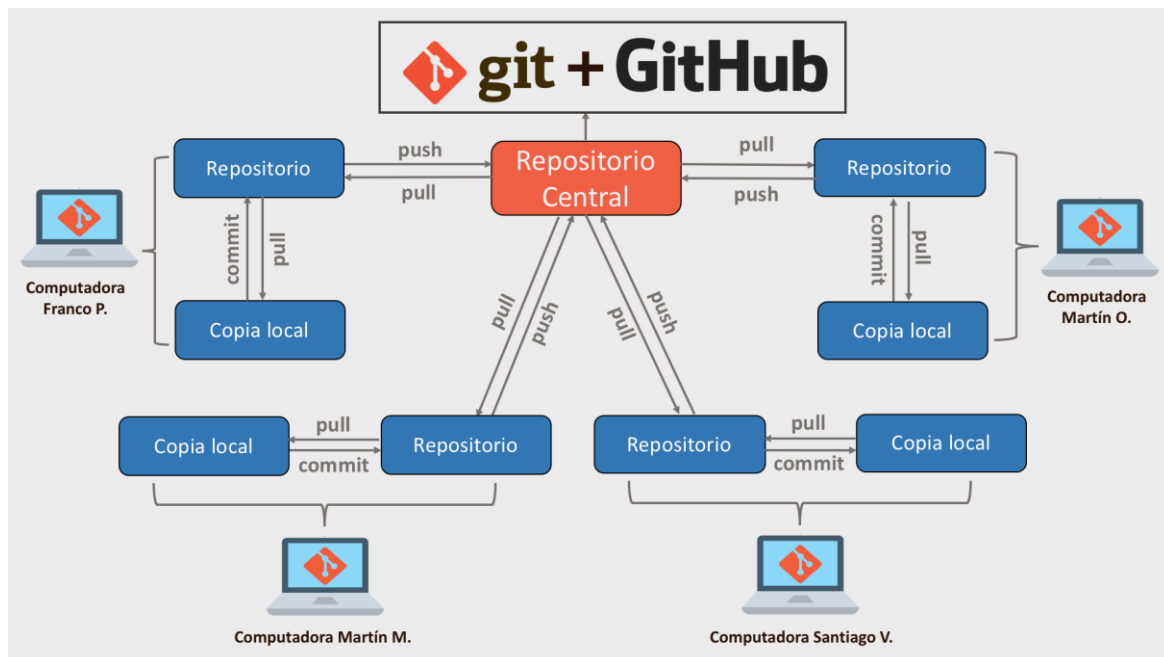 git + GitHub
Repositorio
push
pull
Repositorio
Central
pull
push
Repositorio
commit
pull
Copia local
Computadora
Franco P.
commit
pull
Copia local
Computadora
Martín O.
pull
push
push
pull
Copia local
pull
commit
Repositorio
Repositorio
pull
commit
Copia local
Computadora Martín M.
Computadora Santiago V.